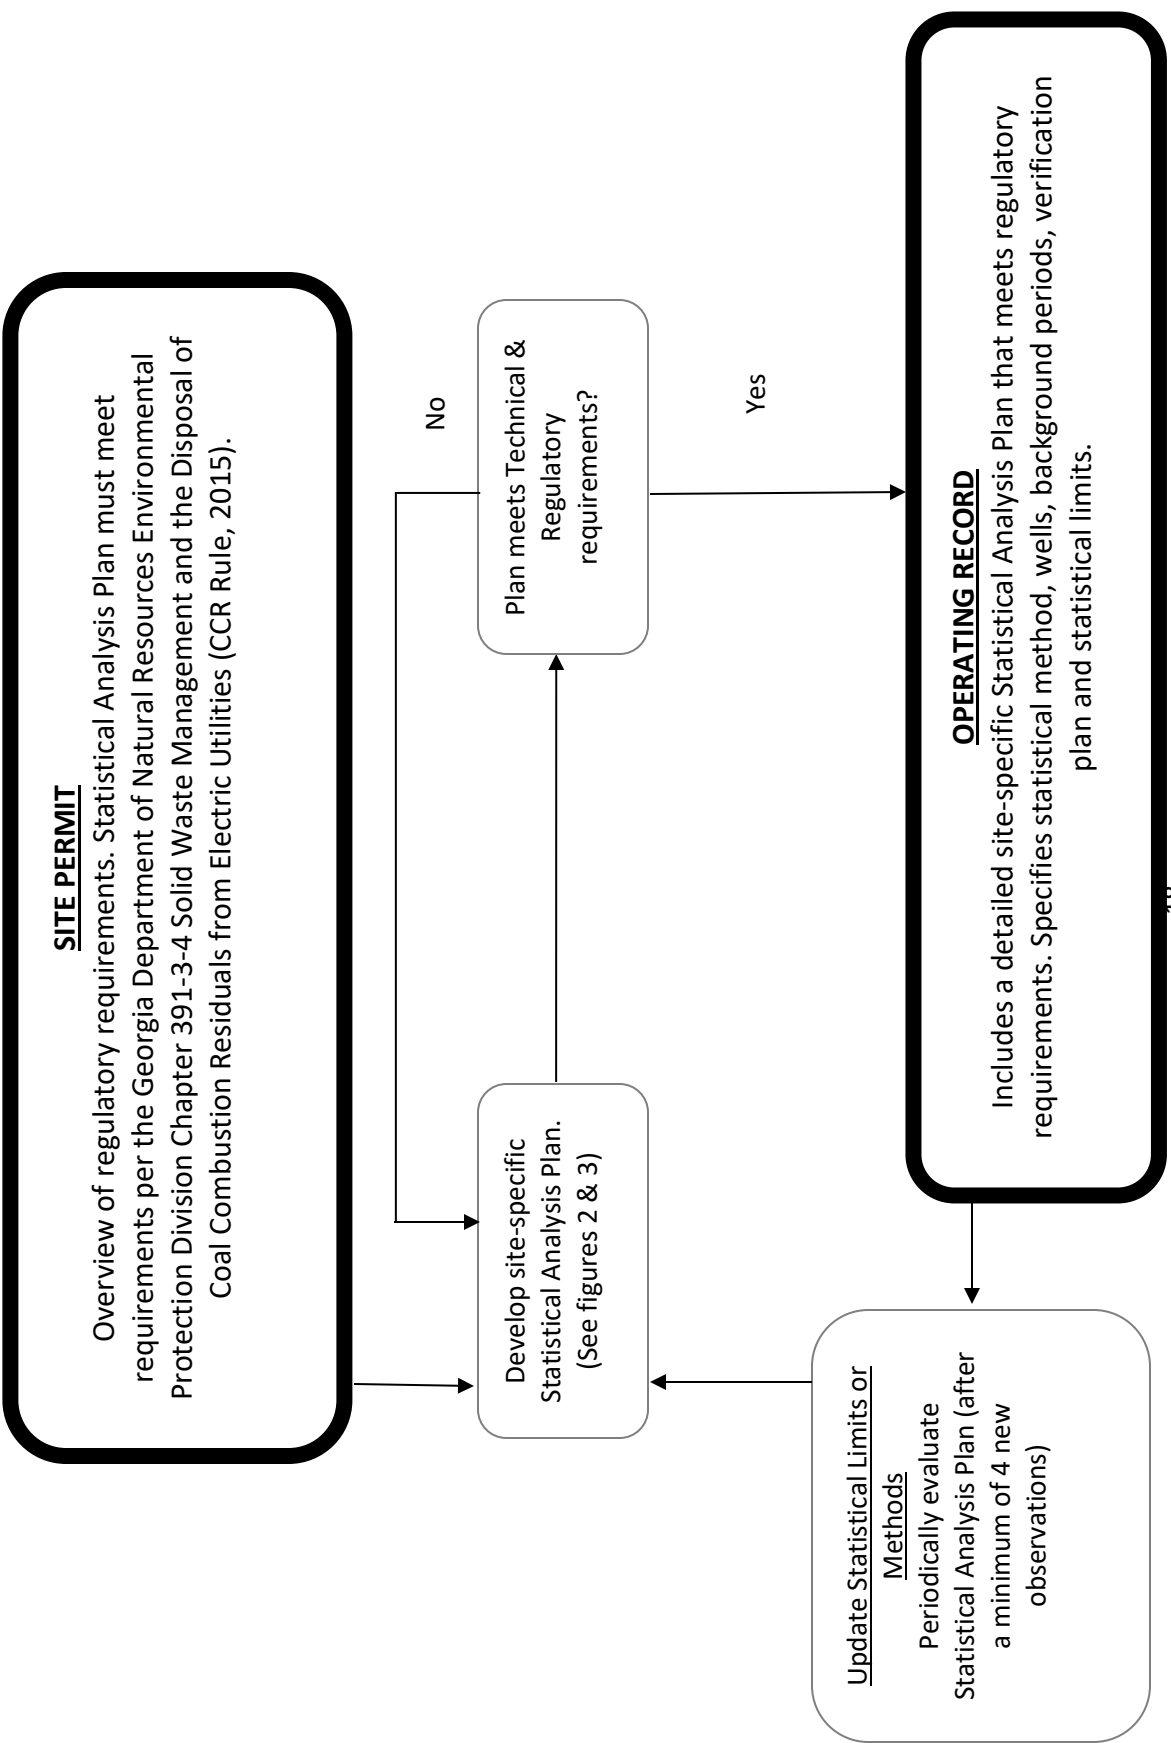 SITE PERMIT
Overview of regulatory requirements. Statistical Analysis Plan must meet
requirements per the Georgia Department of Natural Resources Environmental
Protection Division Chapter 391-3-4 Solid Waste Management and the Disposal of
Coal Combustion Residuals from Electric Utilities (CCR Rule, 2015).
No
Develop site-specific
Statistical Analysis Plan.
(See figures 2 & 3)
Plan meets Technical &
Regulatory
requirements?
Yes
Update Statistical Limits or
Methods
Periodically evaluate
Statistical Analysis Plan (after
a minimum of 4 new
observations)
OPERATING RECORD
Includes a detailed site-specific Statistical Analysis Plan that meets regulatory
requirements. Specifies statistical method, wells, background periods, verification
plan and statistical limits.